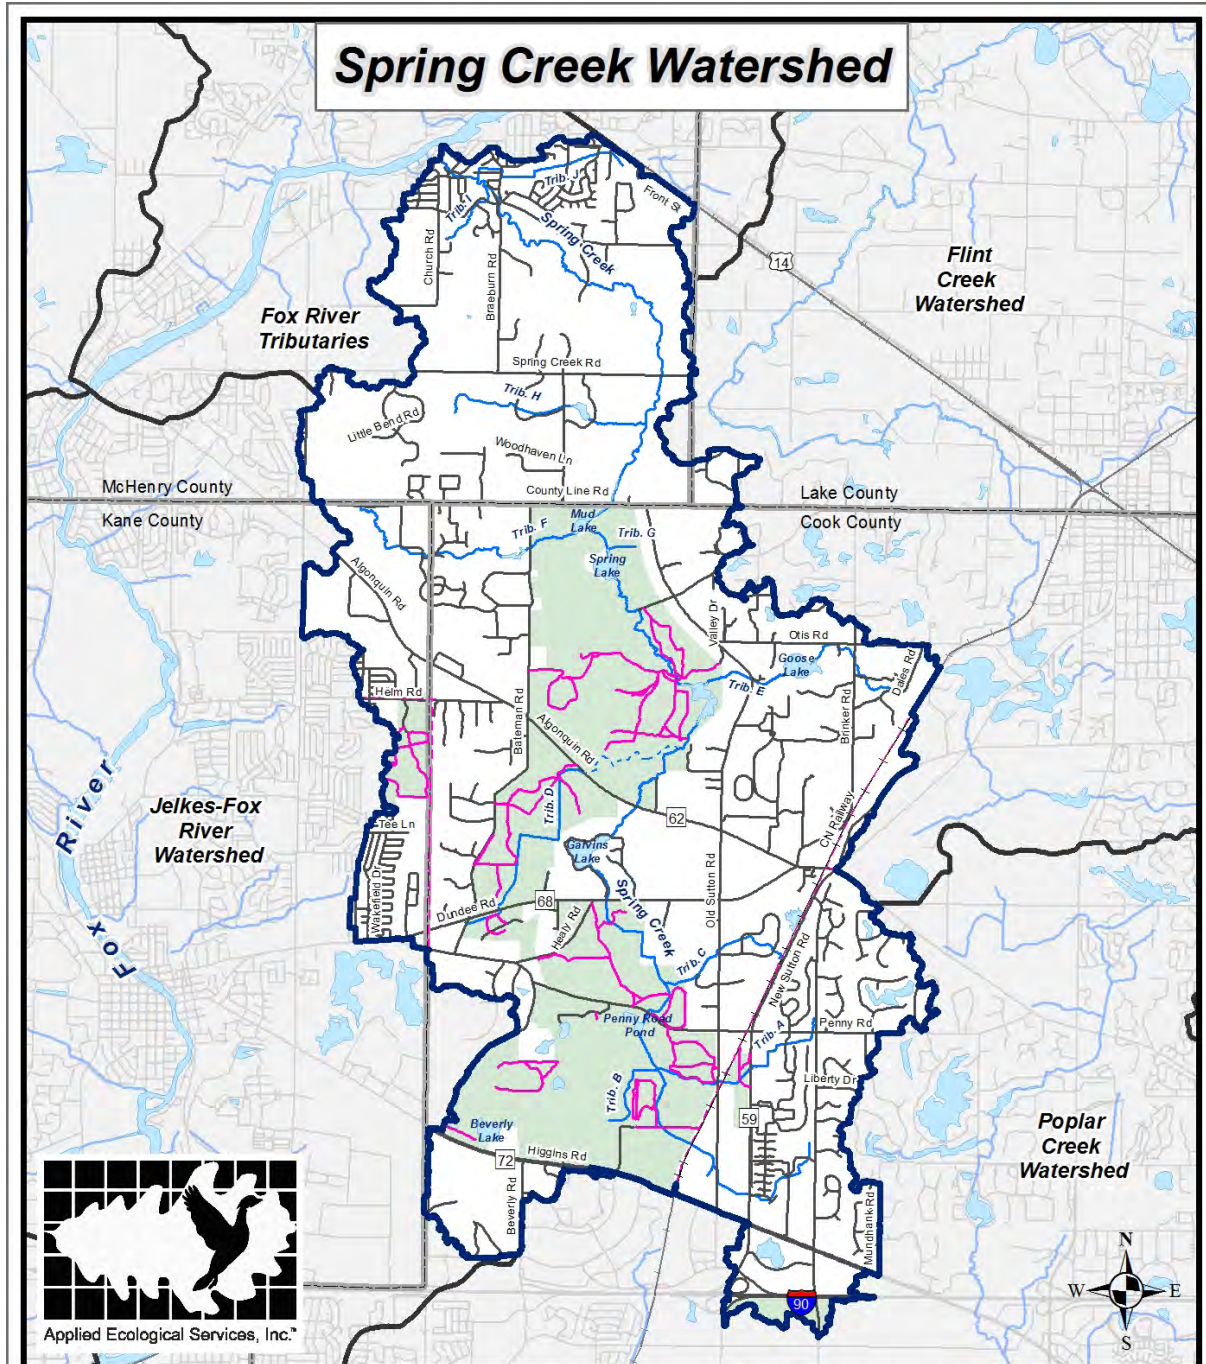 Spring Creek Watershed
Trib. J
Trib. I
Front St
Spring Creek
Church Rd
Braeburn Rd
14
Flint
Creek
Watershed
Fox River
Tributaries
Spring Creek Rd
Trib. H
Little Bend Rd
Woodhaven Ln
McHenry County
County Line Rd
Lake County
Kane County
Cook County
Mud
Lake
Trib. F
Trib. G
Spring
Lake
Algonquin Rd
Valley Dr
Otis Rd
Goose
Lake
Dales Rd
Trib. E
Helm Rd
Bateman Rd
Brinker Rd
Algonquin Rd
Fox River
Jelkes-Fox
River
Watershed
Trib. D
62
CN Railway
Tee Ln
Galvins
Lake
Wakefield Dr
Old Sutton Rd
Spring Creek
Dundee Rd
68
Healy Rd
Trib. C
New Sutton Rd
Penny Road
Pond
Penny Rd
Trib. A
Liberty Dr
Trib. B
59
Beverly
Lake
Higgins Rd
72
Poplar
Creek
Watershed
Beverly Rd
Mundhank Rd
90
N
W
E
S
Applied Ecological Services, Inc.™